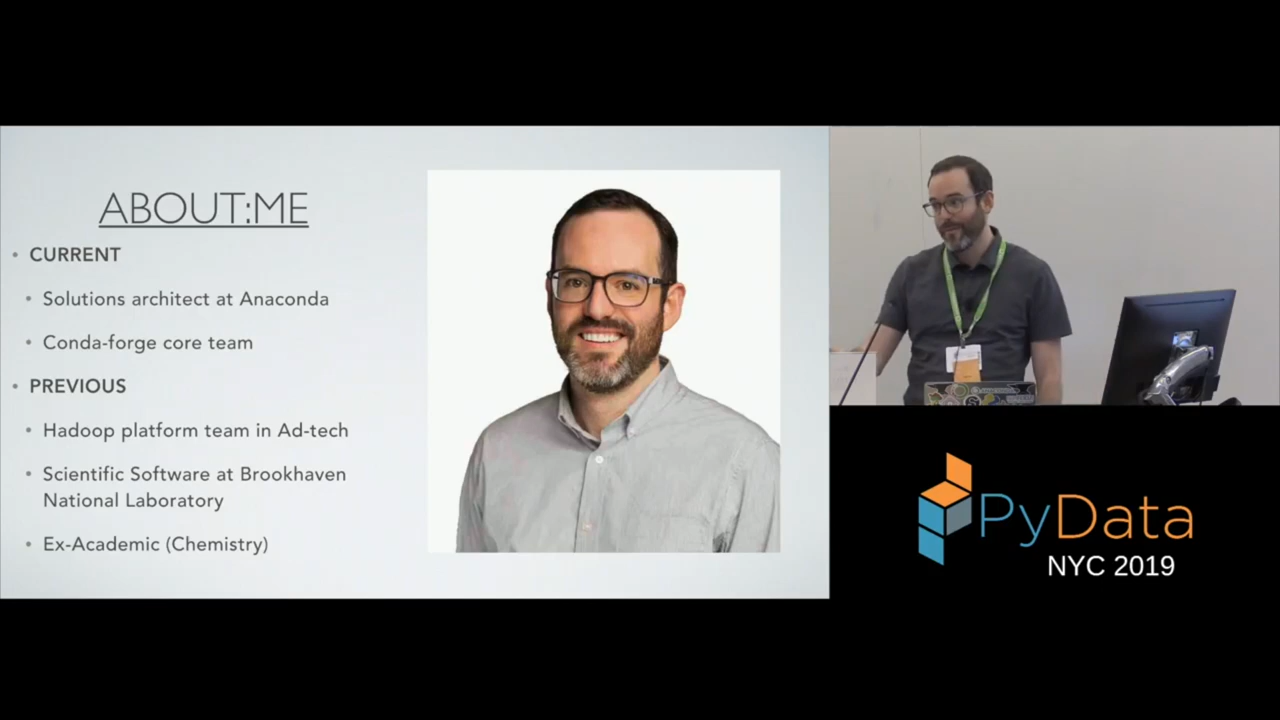 ABOUT:ME
CURRENT
Solutions architect at Anaconda
Conda-forge core team
PREVIOUS
Hadoop platform team in Ad-tech
Scientific Software at Brookhaven
National Laboratory
Ex-Academic (Chemistry)
PyData
NYC 2019